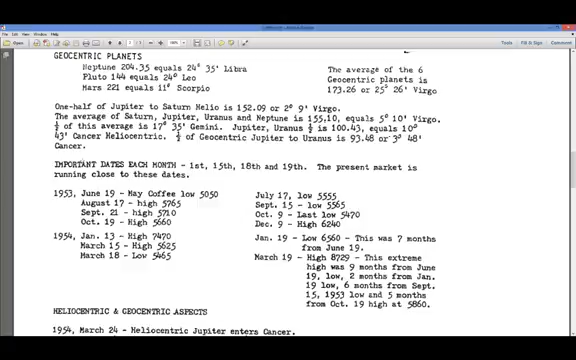 Open
Tools
Fill & Sign
Comment
GEOCENTRIC PLANETS
Neptune 204.35 equals 24° 35' Libra
Pluto 144 equals 24° Leo
Mars 221 equals 11° Scorpio
The average of the 6
Geocentric planets is
173.26 or 25° 26' Virgo
One-half of Jupiter to Saturn Helio is 152.09 or 2° 9' Virgo.
The average of Saturn, Jupiter, Uranus and Neptune is 155,10, equals 5° 10' Virgo.
½ of this average is 17° 35' Gemini. Jupiter, Uranus ½ is 100.43, equals 10°
43' Cancer Heliocentric. ½ of Geocentric Jupiter to Uranus is 93.48 or 3° 48'
Cancer.
IMPORTANT DATES EACH MONTH - 1st, 15th, 18th and 19th. The present market is
running close to these dates.
1953, June 19 - May Coffee low 5050
August 17 - high 5765
Sept. 21 - high 5710
Oct. 19 - High 5660
1954, Jan. 13 - High 7470
March 15 - High 5625
March 18 - Low 5465
July 17, low 5555
Sept. 15 - low 5565
Oct. 9 - Last low 5470
Dec. 9 - High 6240
Jan. 19 - Low 6560 - This was 7 months
from June 19.
March 19 - High 8729 - This extreme
high was 9 months from June
19, low, 2 months from Jan.
19 low, 6 months from Sept.
15, 1953 low and 5 months
from Oct. 19 high at 5860.
HELIOCENTRIC & GEOCENTRIC ASPECTS
1954, March 24 - Heliocentric Jupiter enters Cancer.